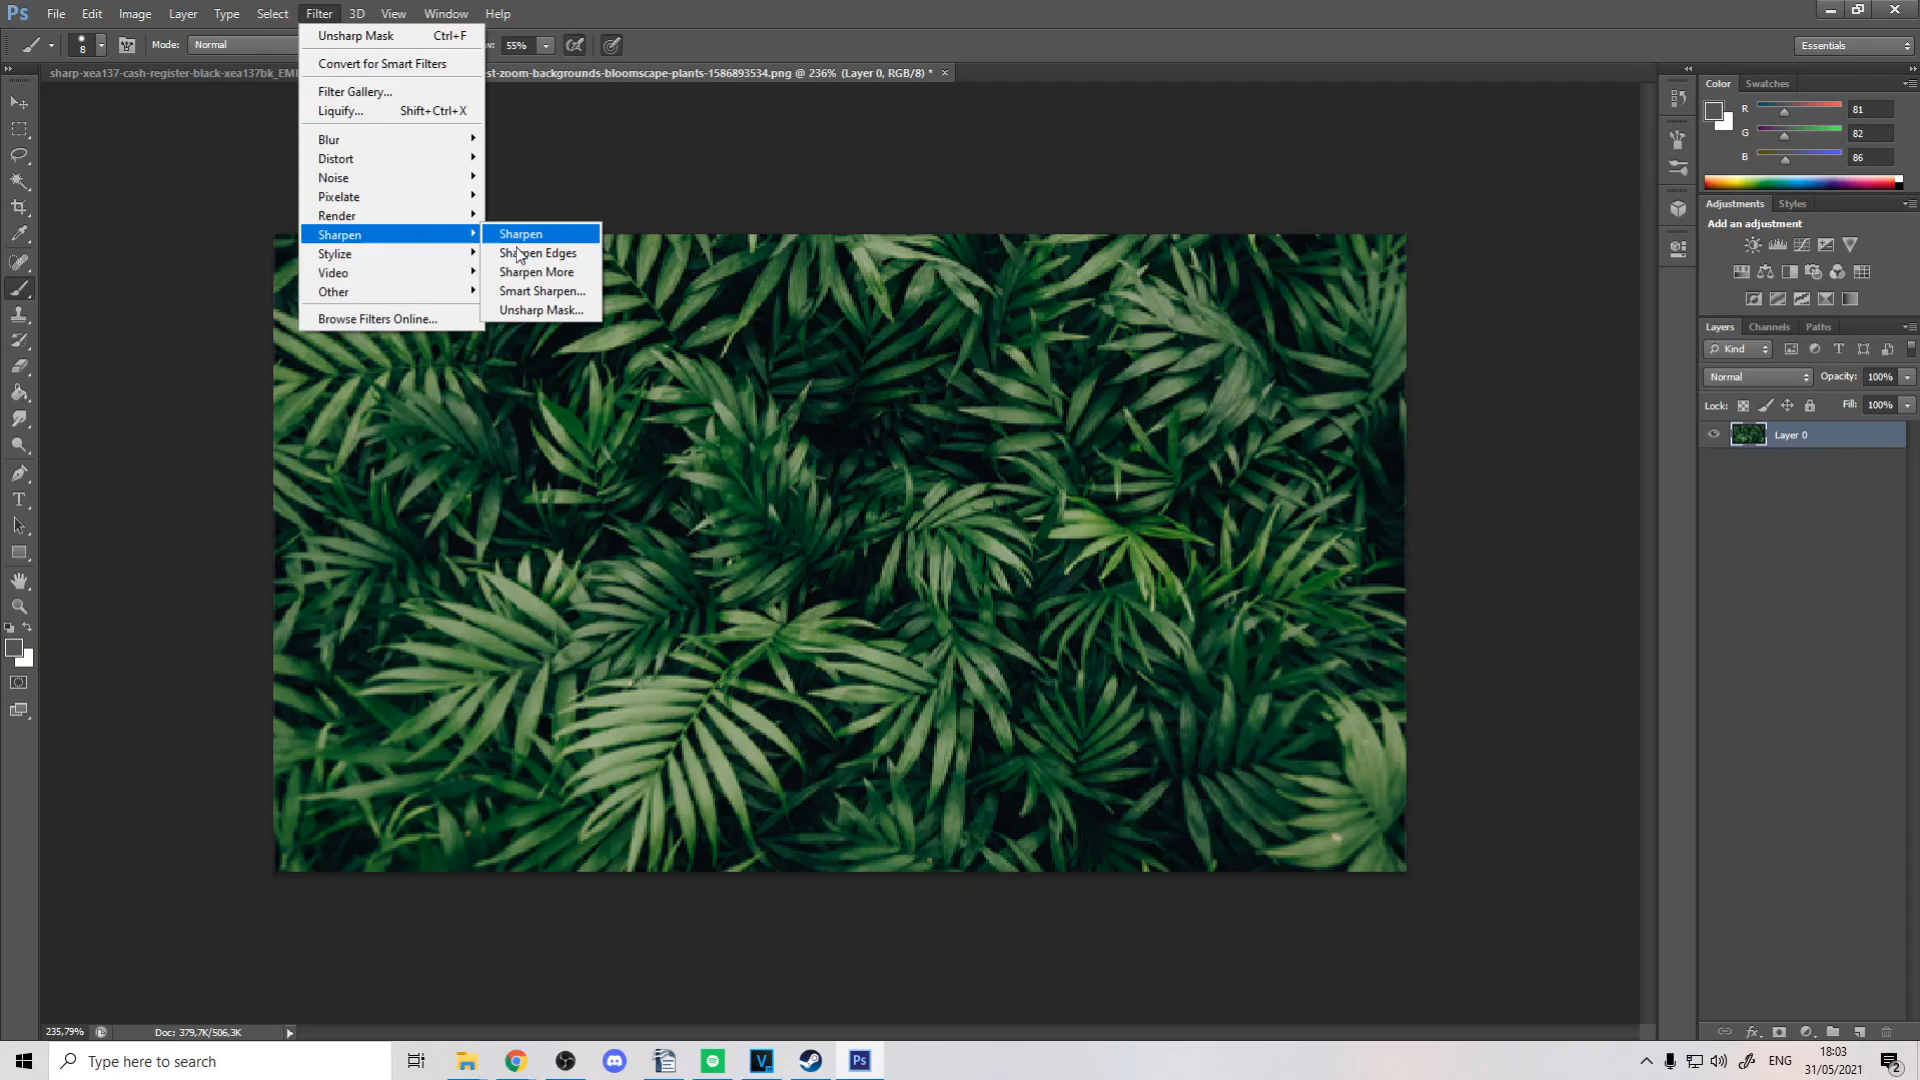 Ps File Edit Image Layer Type Select Filter 3D View Window Help
8 Mode: Normal 55% Essentials
sharp-xea137-cash-register-black-xea137bk_EMI
st-zoom-backgrounds-bloomscape-plants-1586893534.png @ 236% (Layer 0, RGB/8) *
Unsharp Mask Ctrl+F
Convert for Smart Filters
Filter Gallery...
Liquify... Shift+Ctrl+X
Blur
Distort
Noise
Pixelate
Render
Sharpen
Stylize
Video
Other
Browse Filters Online...
Sharpen
Sharpen Edges
Sharpen More
Smart Sharpen...
Unsharp Mask...
Color Swatches
R 81
G 82
B 86
Adjustments Styles
Add an adjustment
Layers Channels Paths
Kind
Normal Opacity: 100%
Lock: Fill: 100%
Layer 0
fx
235,79% Doc: 379,7K/506,3K
Type here to search
Ps
ENG
18:03
31/05/2021
2